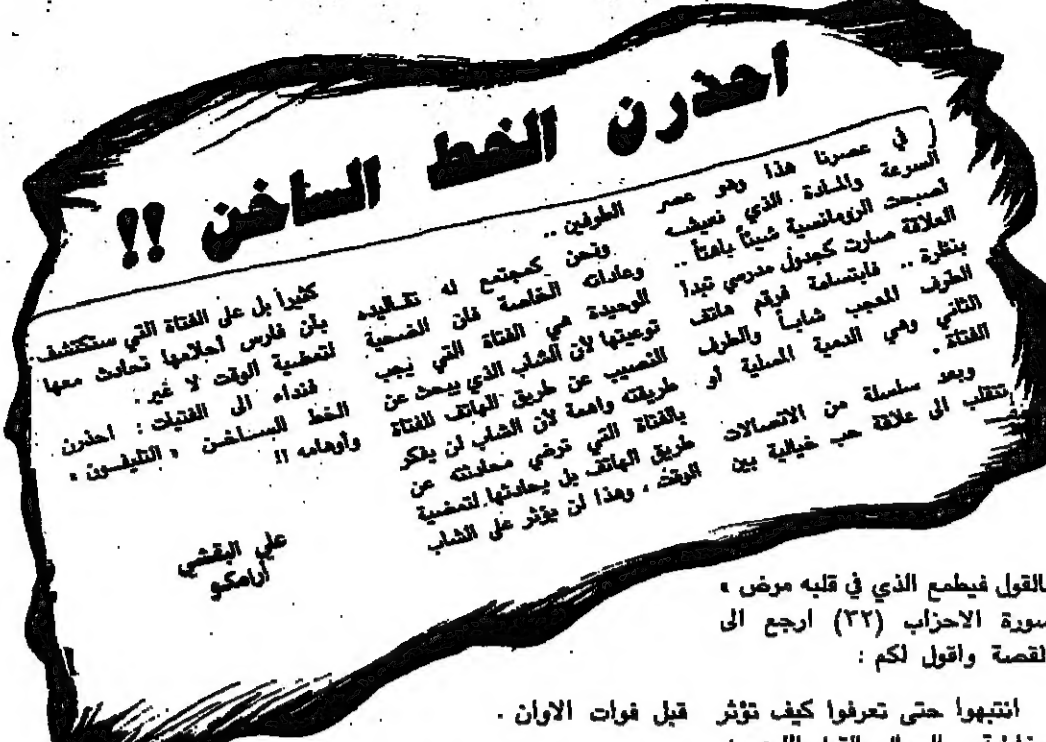 احذرن الخط الساخن !!
في عصرنا هذا وهو عصر
السرعة والمادة الذي نعيشه
تصبحت الرومانسية شيئاً باهتاً ..
العلاقة صارت كجدول مدرسي تبدأ
بنظرة .. فابتسامة فرقم هاتف
الطرف المعجب شاباً والطرف
الثاني وهي الدمية المسلية أو
الفتاة .
وبعد سلسلة من الاتصالات
تنقلب الى علاقة حب خيالية بين
الطرفين ..
ونحن كمجتمع له تقاليده
وعاداته الخاصة فان الضحية
الوحيدة هي الفتاة التي يجب
توعيتها لأن الشاب الذي يبحث عن
النصيب عن طريق الهاتف للفتاة
طريقته واهمة لأن الشاب لن يفكر
بالفتاة التي ترضي محادثته عن
طريق الهاتف بل يحادثها لتمضية
الوقت ، وهذا لن يؤثر على الشاب
كثيراً بل على الفتاة التي ستكتشف
بأن فارس أحلامها تحادث معها
لتمضية الوقت لا غير .
فنداء الى الفتيات : احذرن
الخط الساخن « التليفون »
وأوهامه !!
علي البقشي
أرامكو
بالقول فيطمع الذي في قلبه مرض »
سورة الاحزاب (٣٢) ارجع الى
القصة واقول لكم :
انتبهوا حتى تعرفوا كيف تؤثر
قبل فوات الاوان .